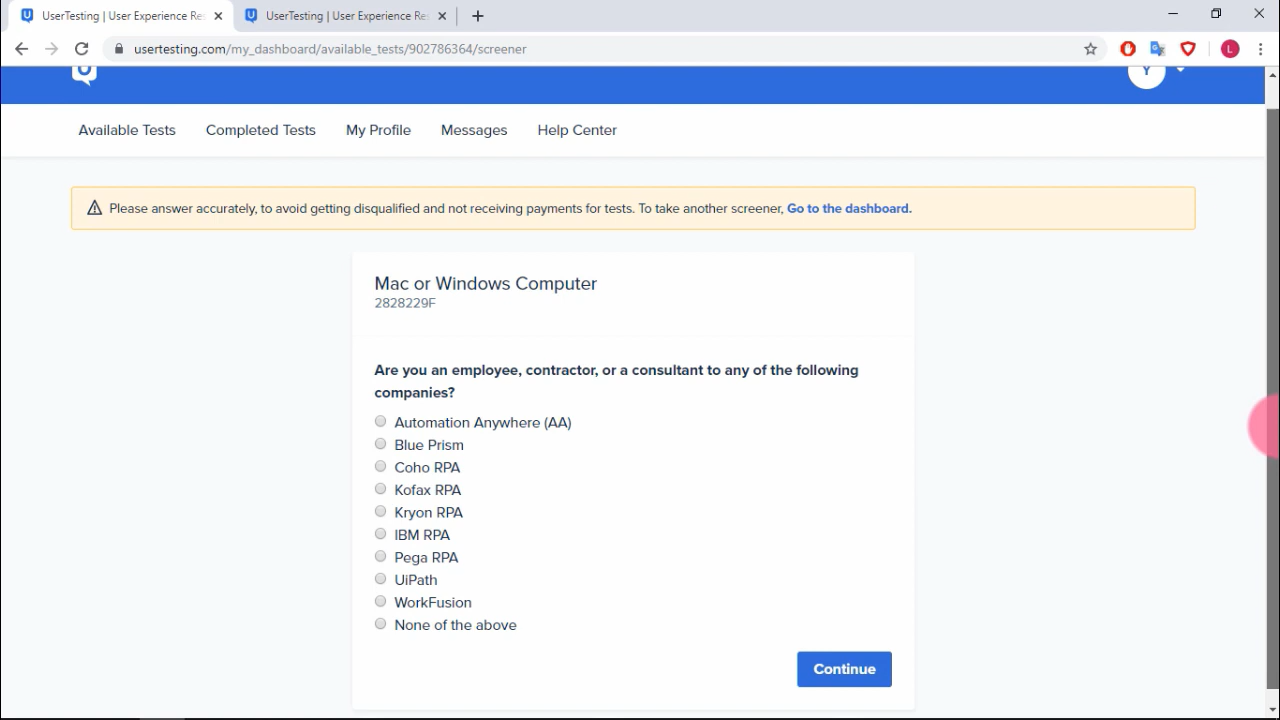 UserTesting | User Experience Re
UserTesting | User Experience Re
usertesting.com/my_dashboard/available_tests/902786364/screener
L
U
Y
Available Tests
Completed Tests
My Profile
Messages
Help Center
Please answer accurately, to avoid getting disqualified and not receiving payments for tests. To take another screener, Go to the dashboard.
Mac or Windows Computer
2828229F
Are you an employee, contractor, or a consultant to any of the following
companies?
Automation Anywhere (AA)
Blue Prism
Coho RPA
Kofax RPA
Kryon RPA
IBM RPA
Pega RPA
UiPath
WorkFusion
None of the above
Continue